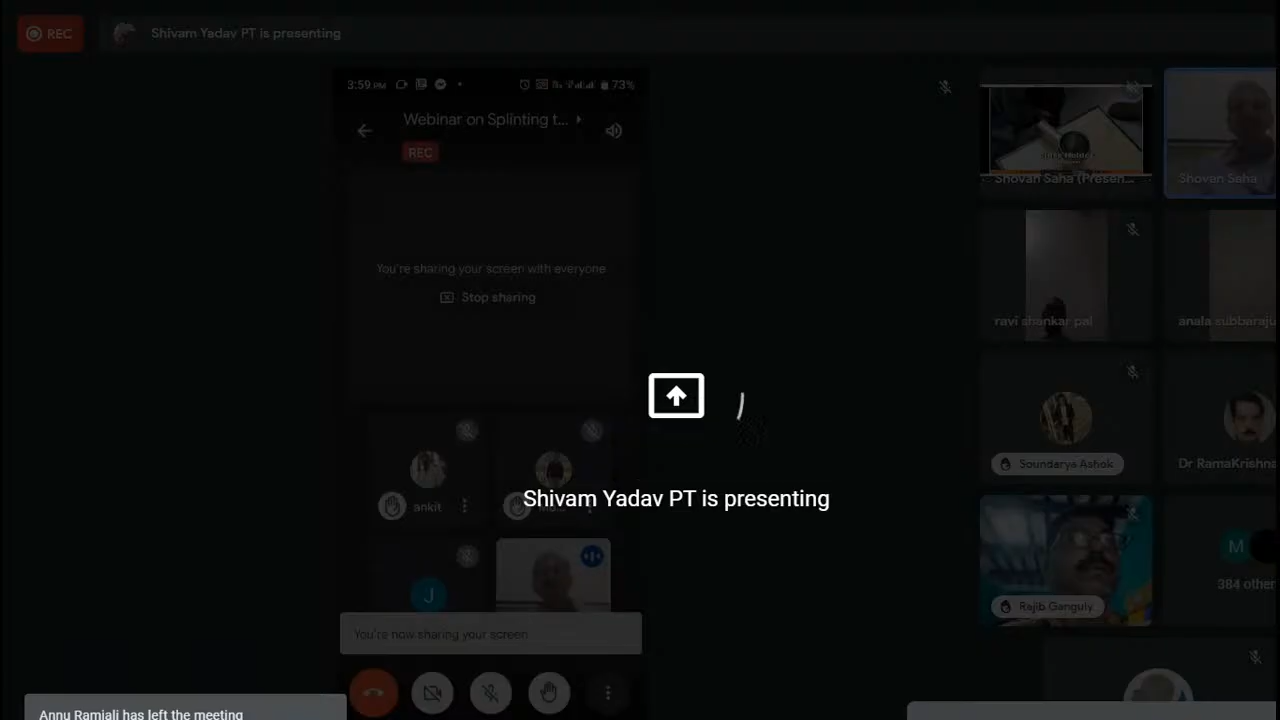 REC
Shivam Yadav PT is presenting
3:59 PM
73%
Webinar on Splinting t...
REC
You're sharing your screen with everyone
Stop sharing
ankit
J
You're now sharing your screen
Shivam Yadav PT is presenting
Annu Ramjali has left the meeting
Shovan Saha (Presen...
Shovan Saha
ravi shankar pal
anala subbaraju
Soundarya Ashok
Dr RamaKrishna
Rajib Ganguly
M
384 other